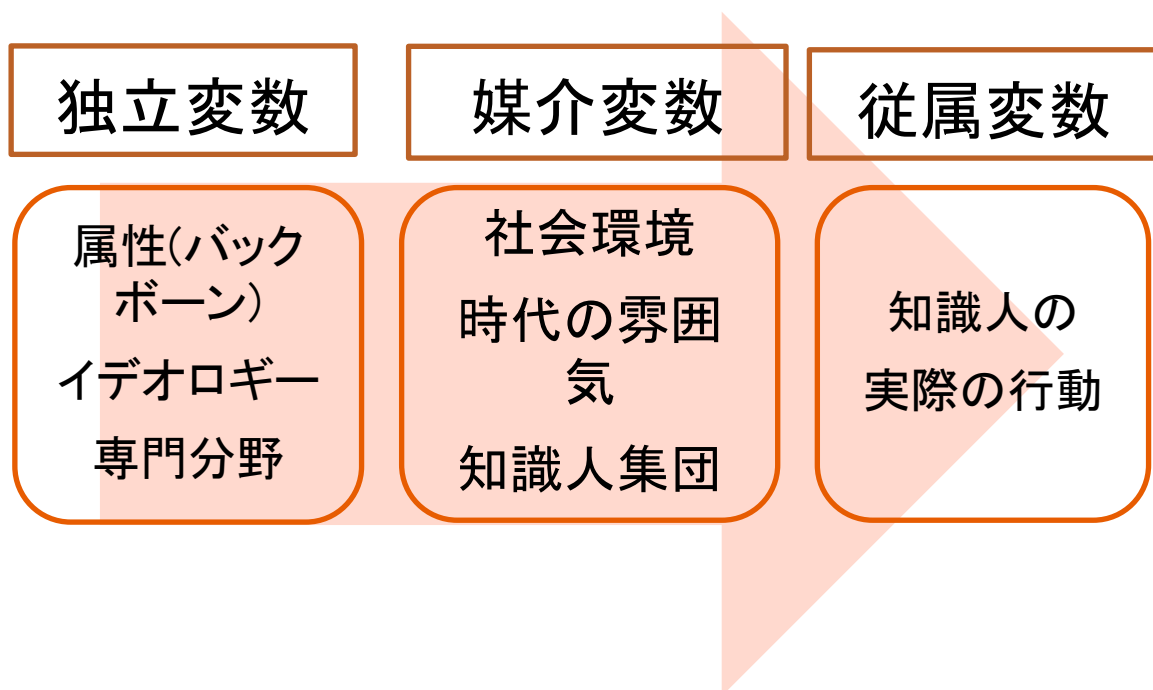 独立変数
媒介変数
従属変数
属性(バック
ボーン)
イデオロギー
専門分野
社会環境
時代の雰囲
気
知識人集団
知識人の
実際の行動